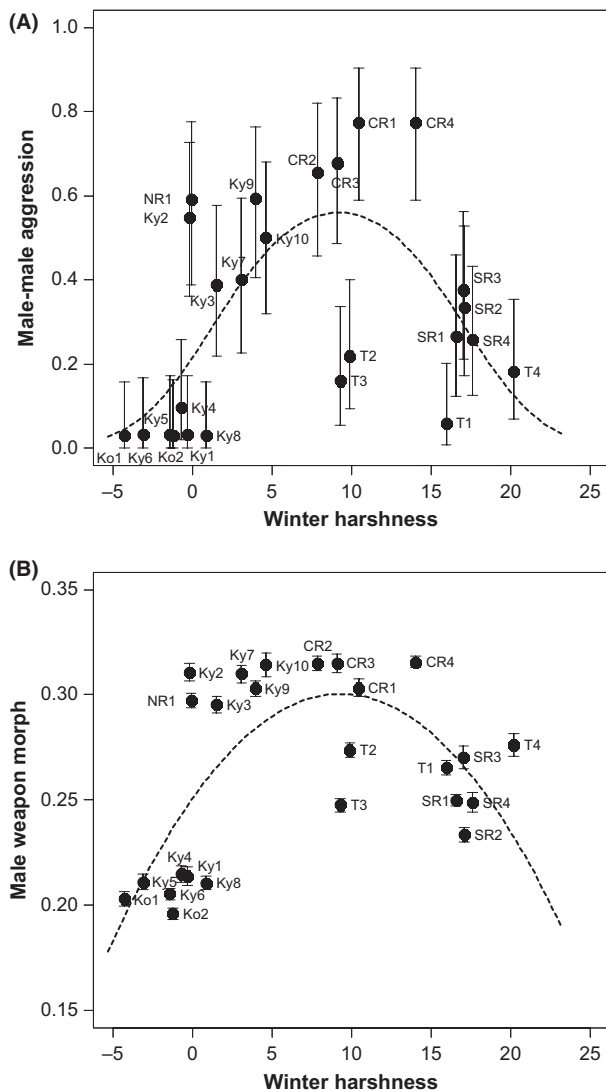 (A)
1.0
0.8
0.6
0.4
0.2
0.0
Male–male aggression
CR1
CR4
CR2
CR3
NR1
Ky2
Ky9
Ky10
Ky7
Ky3
SR3
SR2
SR1
SR4
T2
T3
T4
T1
Ky4
Ky5
Ko1
Ky6
Ko2
Ky1
Ky8
–5
0
5
10
15
20
25
Winter harshness
(B)
0.35
0.30
0.25
0.20
0.15
Male weapon morph
CR2
CR3
CR4
CR1
Ky7
Ky10
Ky2
Ky9
NR1
Ky3
T2
T4
SR3
T1
T3
SR1
SR4
SR2
Ky4
Ky1
Ky5
Ky8
Ky6
Ko1
Ko2
–5
0
5
10
15
20
25
Winter harshness